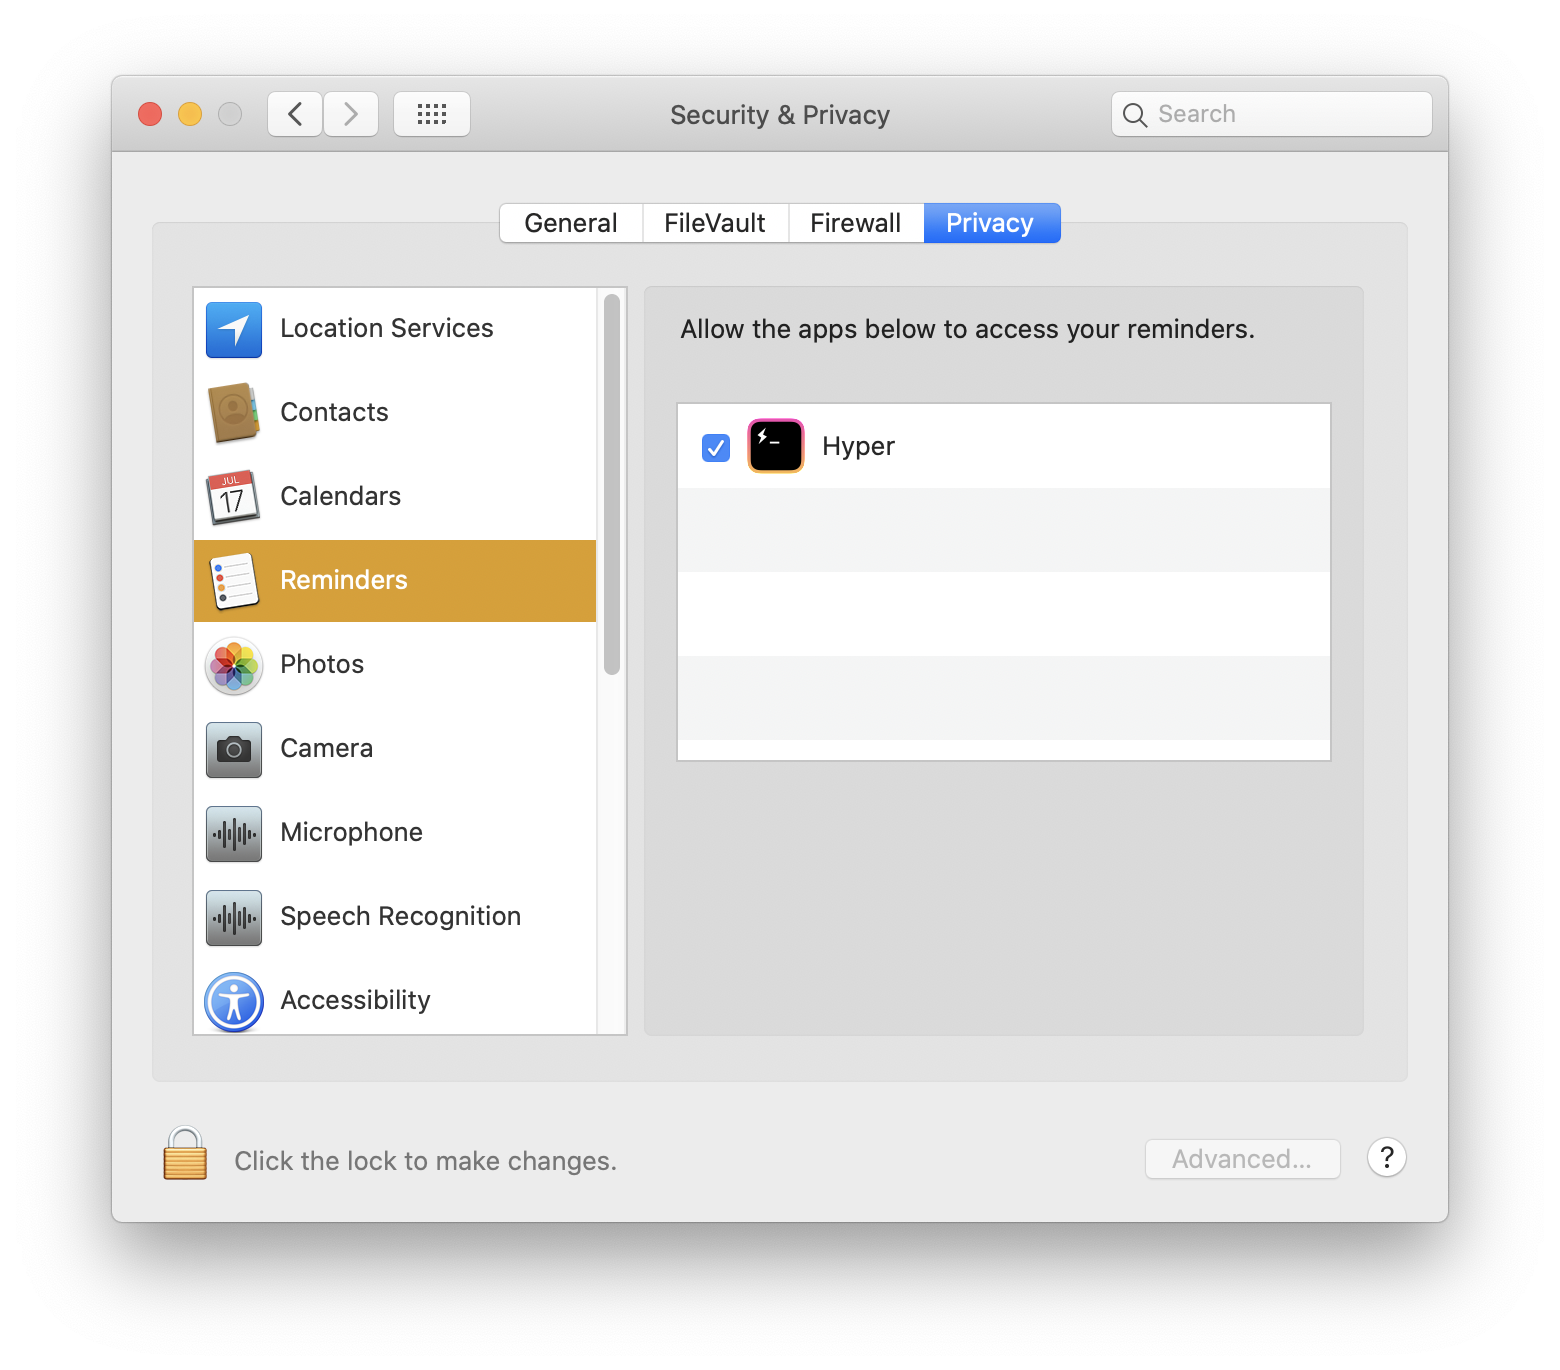 Security & Privacy
Search
General
FileVault
Firewall
Privacy
Location Services
Contacts
JUL
17
Calendars
Reminders
Photos
Camera
Microphone
Speech Recognition
Accessibility
Allow the apps below to access your reminders.
Hyper
Click the lock to make changes.
Advanced...
?